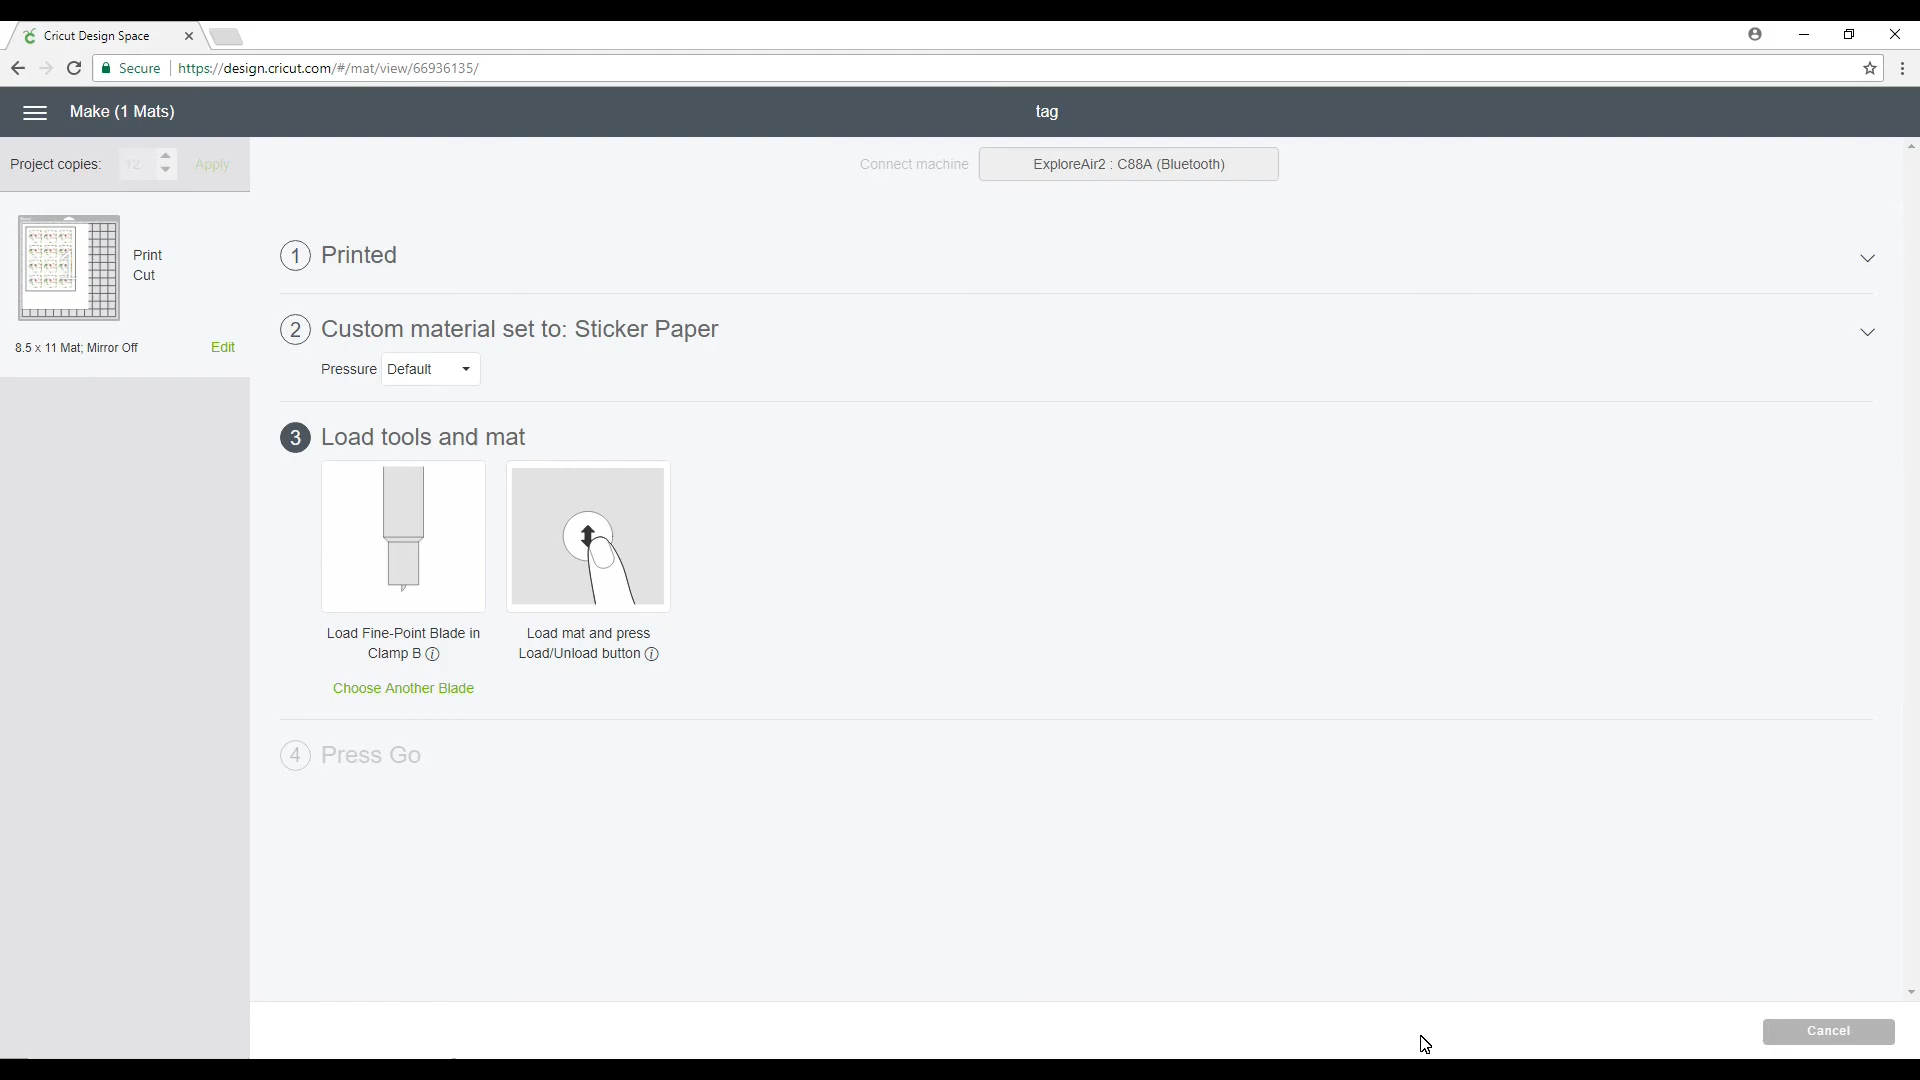 Cricut Design Space
Secure https://design.cricut.com/#/mat/view/66936135/
Make (1 Mats)
tag
Project copies: 12 Apply
Connect machine ExploreAir2 : C88A (Bluetooth)
Print
Cut
8.5 x 11 Mat; Mirror Off Edit
1 Printed
2 Custom material set to: Sticker Paper
Pressure Default
3 Load tools and mat
Load Fine-Point Blade in
Clamp B
Choose Another Blade
Load mat and press
Load/Unload button
4 Press Go
Cancel